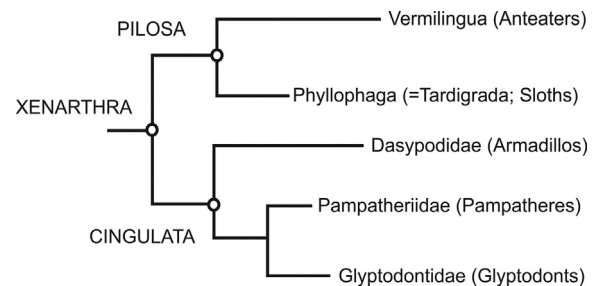 Vermilingua (Anteaters)
PILOSA
Phyllophaga (=Tardigrada; Sloths)
XENARTHRA
Dasypodidae (Armadillos)
Pampatheriidae (Pampatheres)
CINGULATA
Glyptodontidae (Glyptodonts)